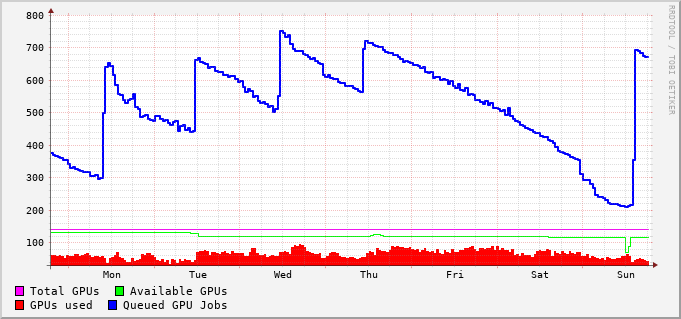 800
700
600
500
400
300
200
100
Mon Tue Wed Thu Fri Sat Sun
RRDTOOL / TOBI OETIKER
Total GPUs Available GPUs
GPUs used Queued GPU Jobs